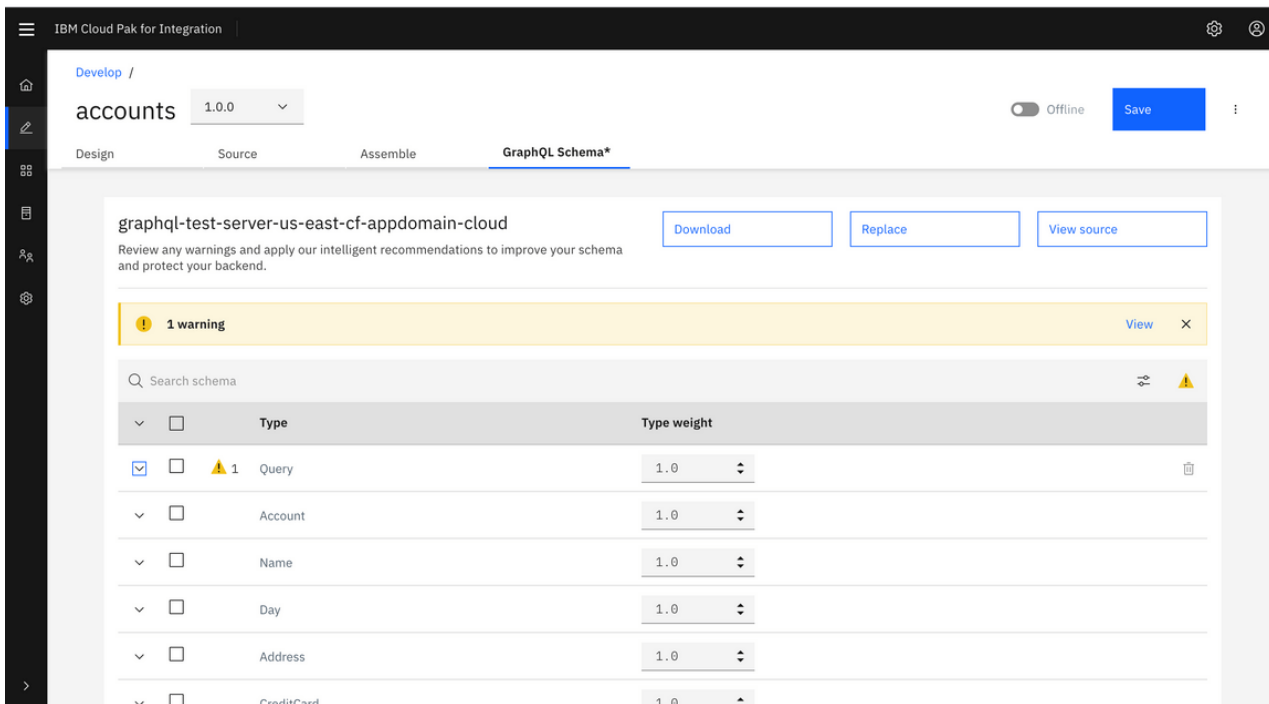 IBM Cloud Pak for Integration
Develop /
accounts 1.0.0
Offline
Save
Design Source Assemble GraphQL Schema*
graphql-test-server-us-east-cf-appdomain-cloud
Review any warnings and apply our intelligent recommendations to improve your schema
and protect your backend.
Download Replace View source
1 warning View
Search schema
Type Type weight
1 Query 1.0
Account 1.0
Name 1.0
Day 1.0
Address 1.0
CreditCard 1.0